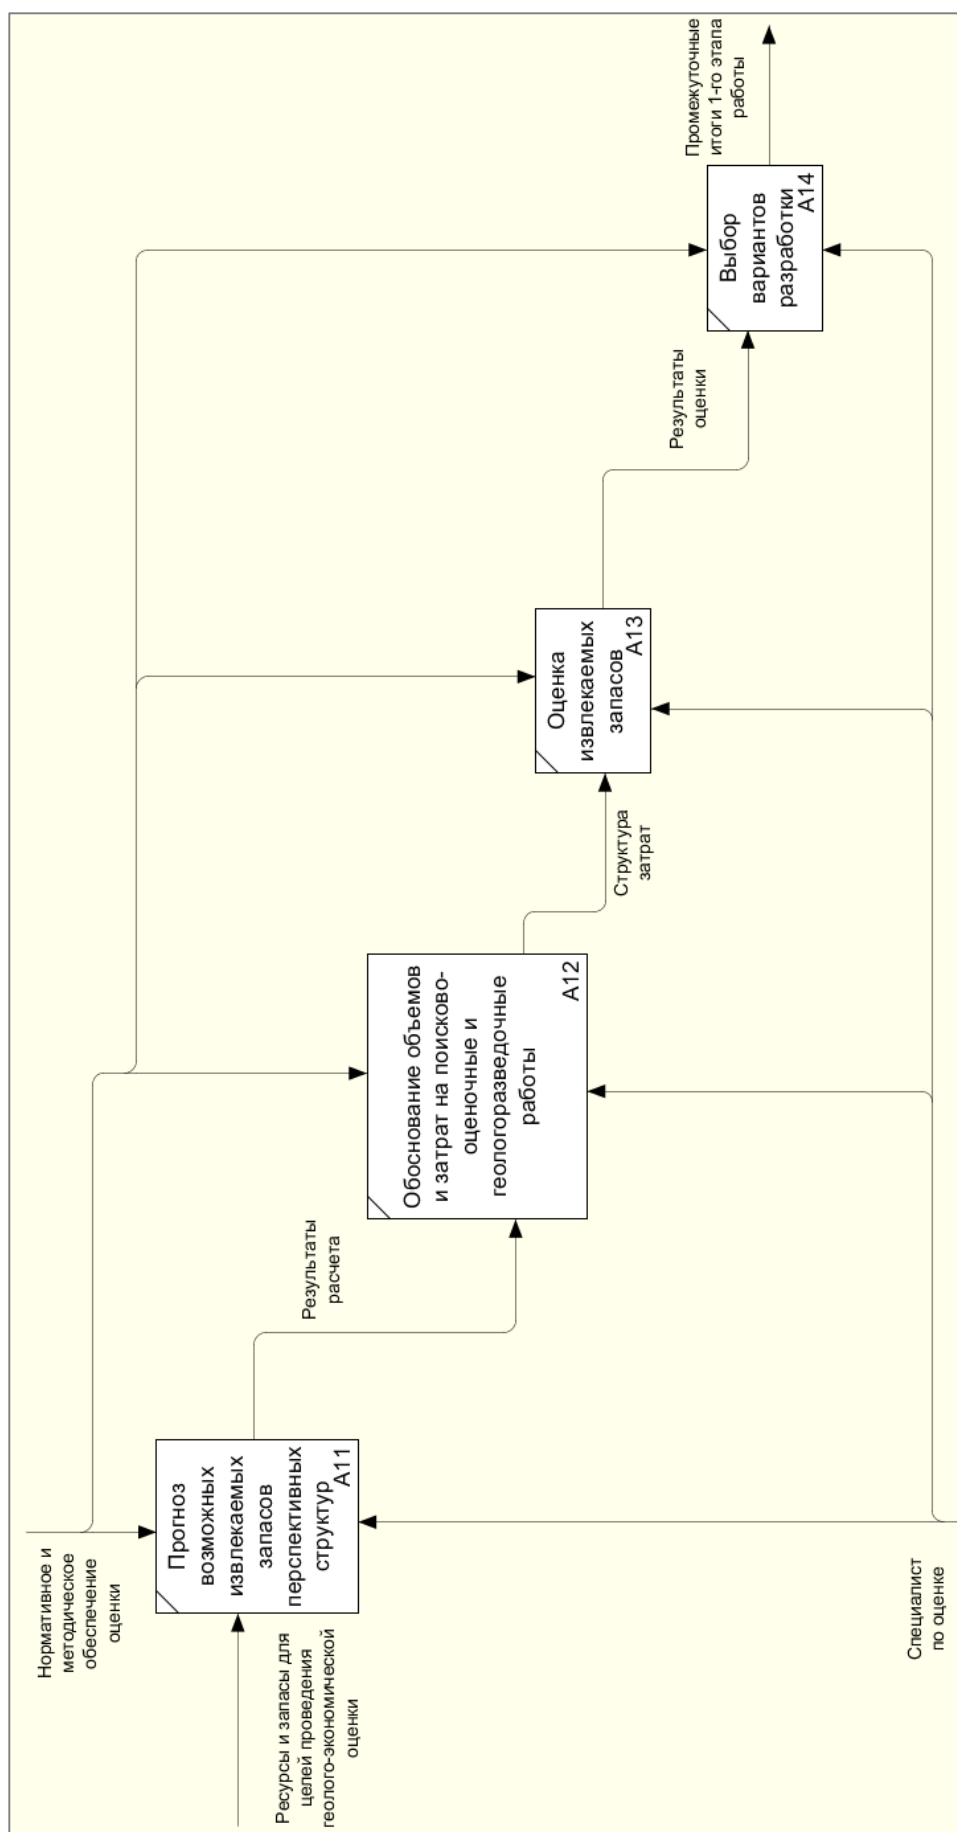 Нормативное и
методическое
обеспечение
оценки
Ресурсы и запасы для
целей проведения
геолого-экономической
оценки
Прогноз
возможных
извлекаемых
запасов
перспективных
структур
A11
Результаты
расчета
Обоснование объемов
и затрат на поисково-
оценочные и
геологоразведочные
работы
A12
Структура
затрат
Оценка
извлекаемых
запасов
A13
Результаты
оценки
Выбор
вариантов
разработки
A14
Промежуточные
итоги 1-го этапа
работы
Специалист
по оценке